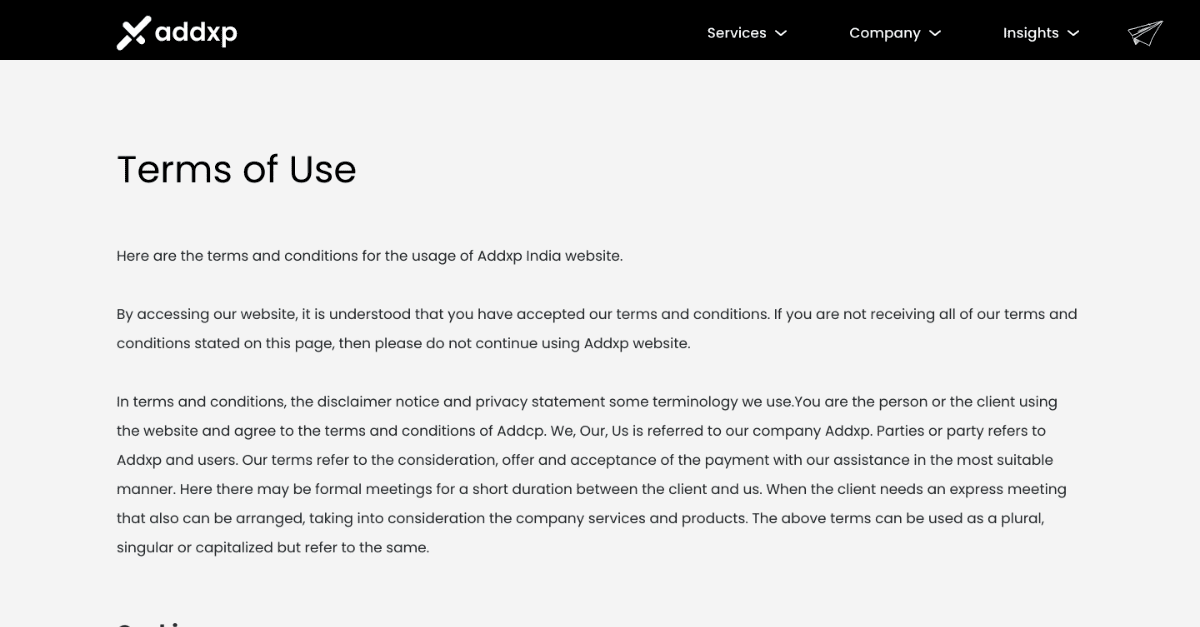 addxp
Services
Company
Insights
Terms of Use
Here are the terms and conditions for the usage of Addxp India website.
By accessing our website, it is understood that you have accepted our terms and conditions. If you are not receiving all of our terms and
conditions stated on this page, then please do not continue using Addxp website.
In terms and conditions, the disclaimer notice and privacy statement some terminology we use.You are the person or the client using
the website and agree to the terms and conditions of Addcp. We, Our, Us is referred to our company Addxp. Parties or party refers to
Addxp and users. Our terms refer to the consideration, offer and acceptance of the payment with our assistance in the most suitable
manner. Here there may be formal meetings for a short duration between the client and us. When the client needs an express meeting
that also can be arranged, taking into consideration the company services and products. The above terms can be used as a plural,
singular or capitalized but refer to the same.